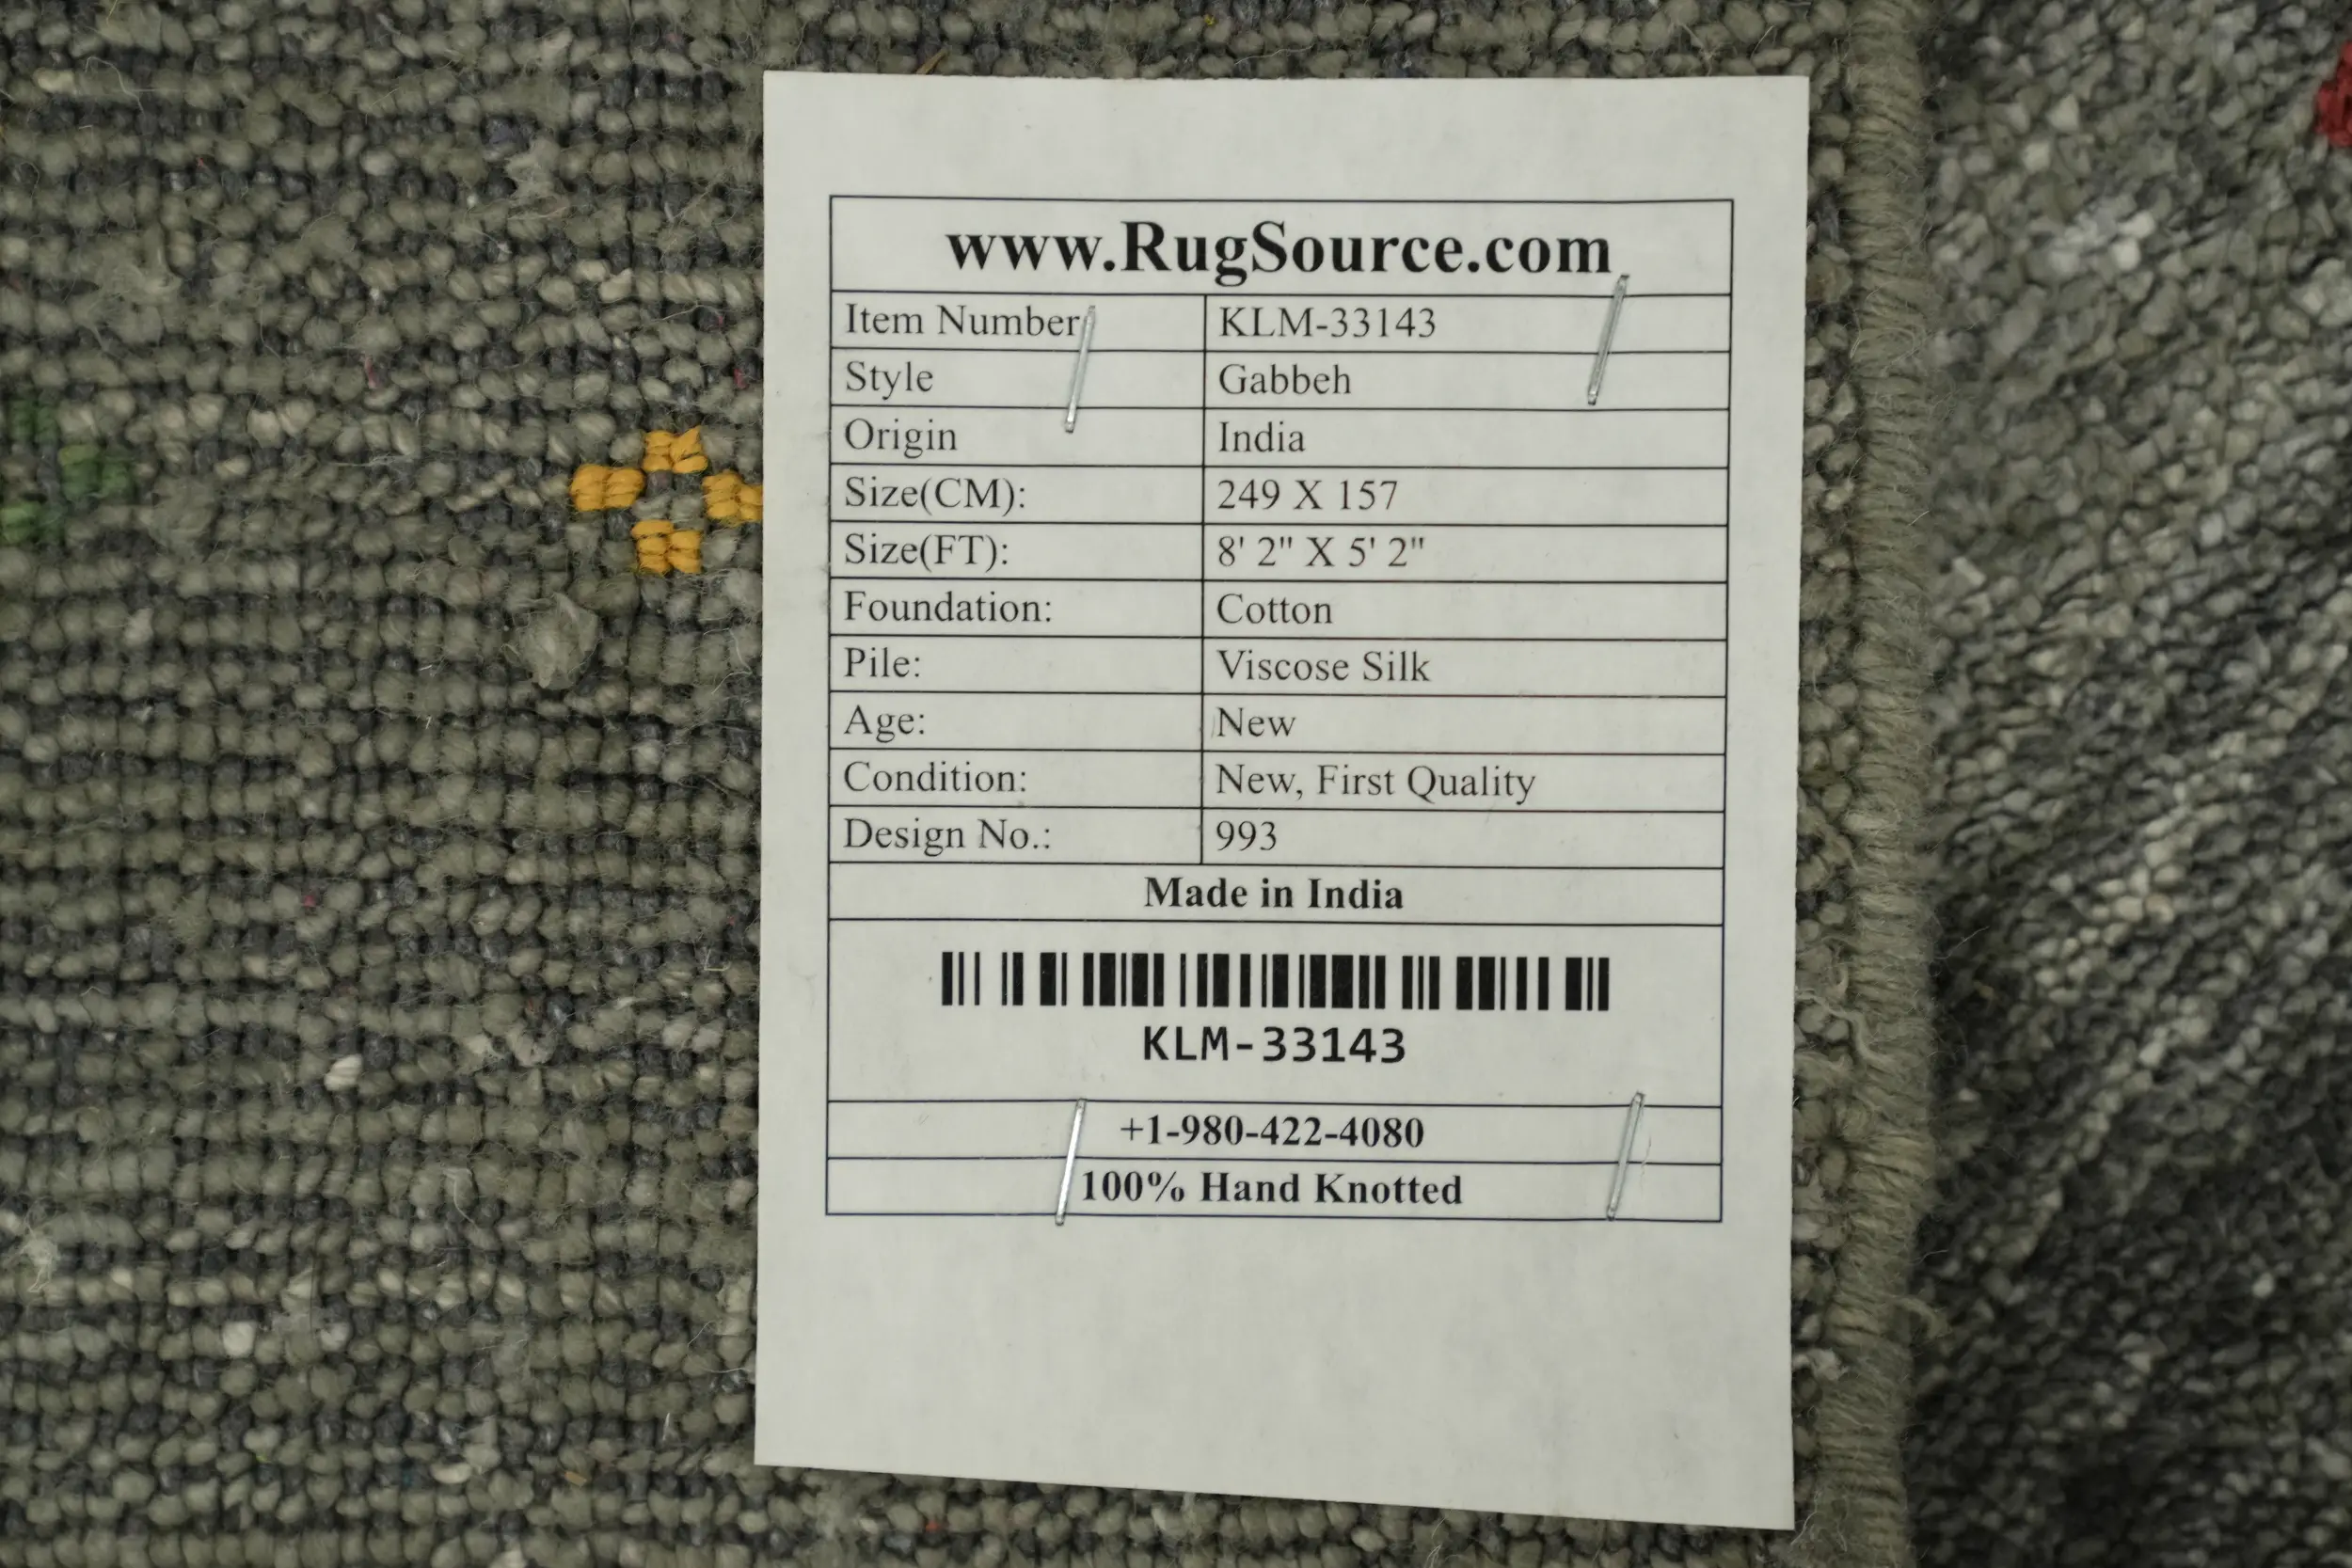 www.RugSource.com
Item Number KLM-33143
Style Gabbeh
Origin India
Size(CM): 249 X 157
Size(FT): 8' 2" X 5' 2"
Foundation: Cotton
Pile: Viscose Silk
Age: New
Condition: New, First Quality
Design No.: 993
Made in India
KLM-33143
+1-980-422-4080
100% Hand Knotted